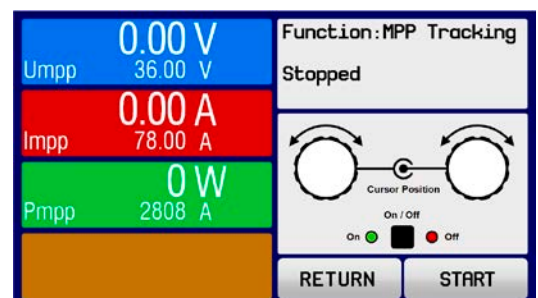 0.00 V
Umpp 36.00 V
0.00 A
Impp 78.00 A
0 W
Pmpp 2808 A
Function:MPP Tracking
Stopped
Cursor Position
On / Off
On Off
RETURN START